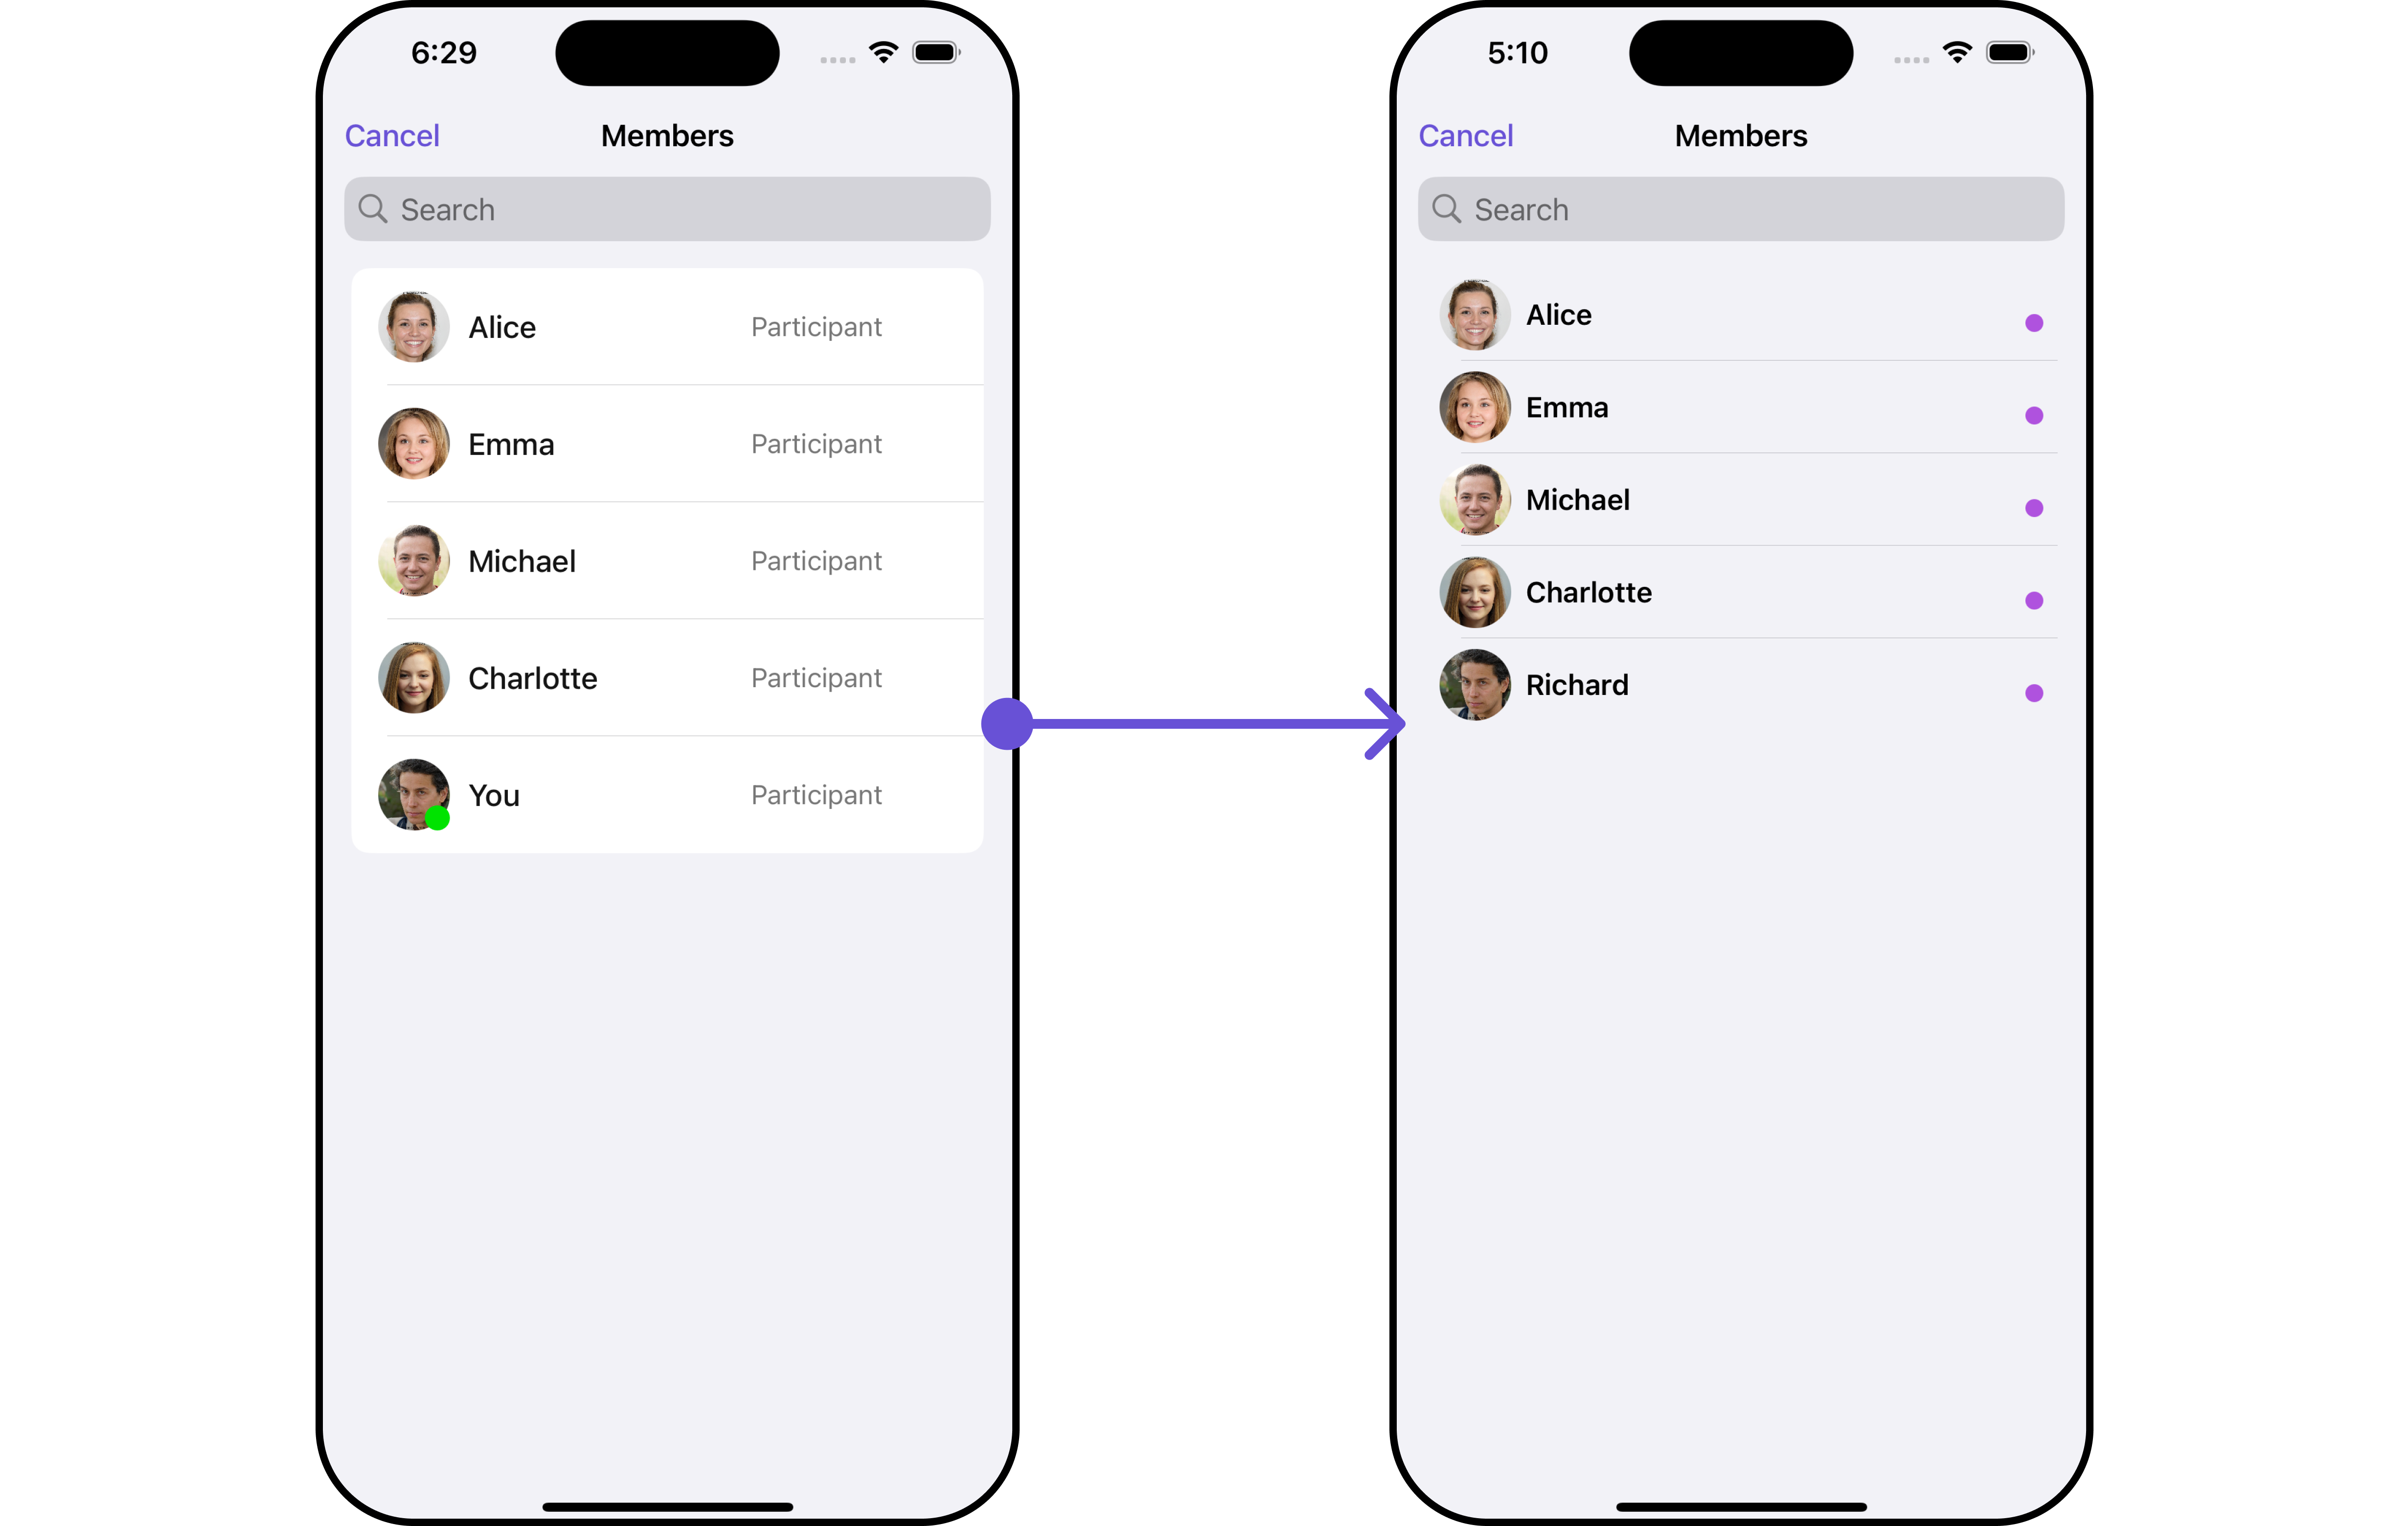 6:29
Cancel Members
Search
Alice Participant
Emma Participant
Michael Participant
Charlotte Participant
You Participant
5:10
Cancel Members
Search
Alice
Emma
Michael
Charlotte
Richard